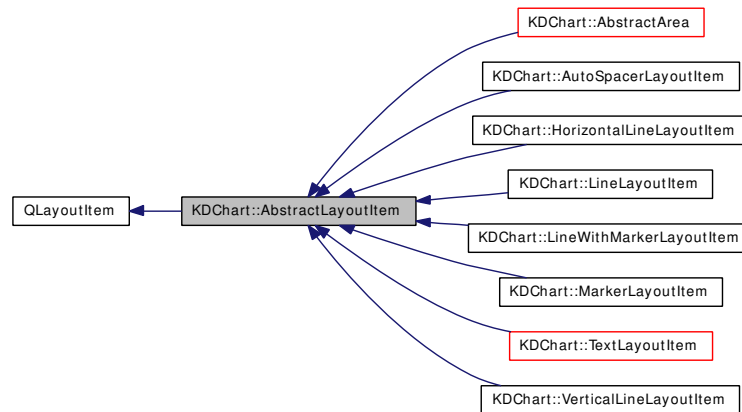 KDChart::AbstractArea
KDChart::AutoSpacerLayoutItem
KDChart::HorizontalLineLayoutItem
KDChart::LineLayoutItem
QLayoutItem
KDChart::AbstractLayoutItem
KDChart::LineWithMarkerLayoutItem
KDChart::MarkerLayoutItem
KDChart::TextLayoutItem
KDChart::VerticalLineLayoutItem